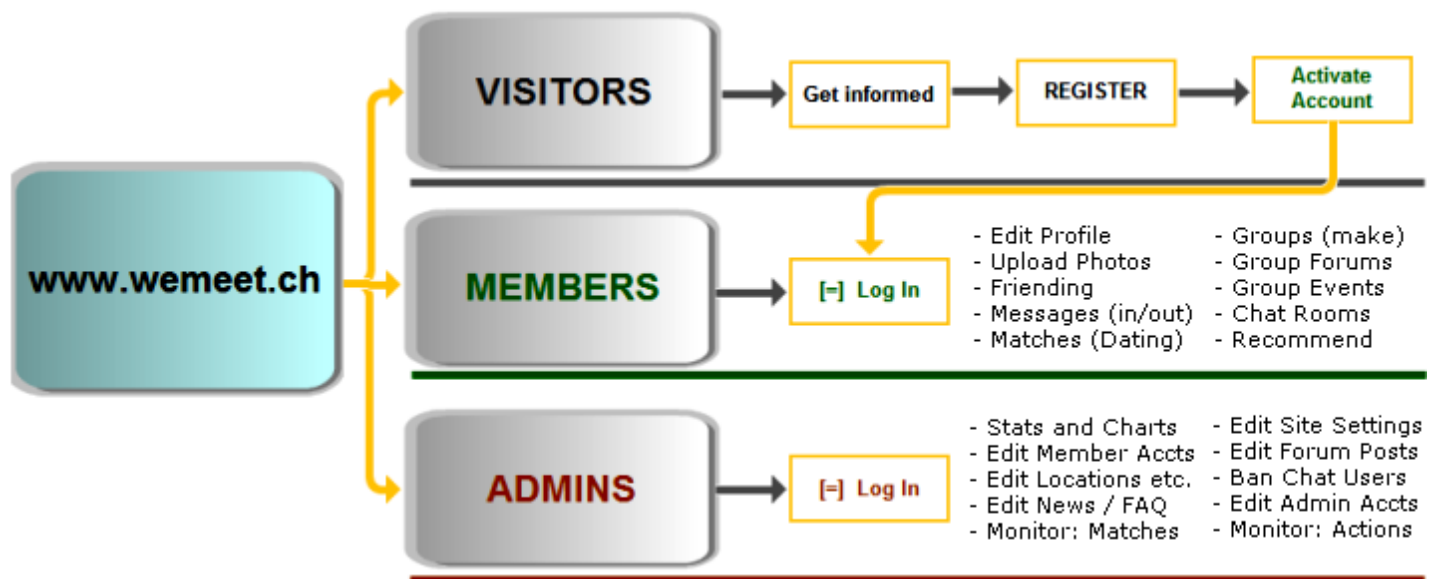 www.wemeet.ch
VISITORS
Get informed
REGISTER
Activate
Account
MEMBERS
[=] Log In
- Edit Profile
- Upload Photos
- Friending
- Messages (in/out)
- Matches (Dating)
- Groups (make)
- Group Forums
- Group Events
- Chat Rooms
- Recommend
ADMINS
[=] Log In
- Stats and Charts
- Edit Member Accts
- Edit Locations etc.
- Edit News / FAQ
- Monitor: Matches
- Edit Site Settings
- Edit Forum Posts
- Ban Chat Users
- Edit Admin Accts
- Monitor: Actions